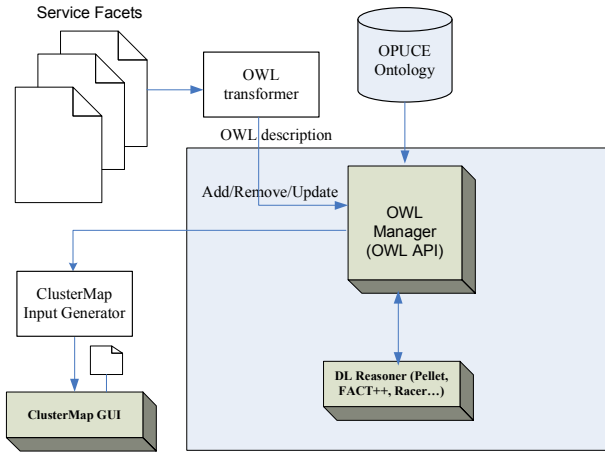 Service Facets
OWL
transformer
OPUCE
Ontology
OWL description
Add/Remove/Update
OWL
Manager
(OWL API)
ClusterMap
Input Generator
DL Reasoner (Pellet,
FACT++, Racer…)
ClusterMap GUI